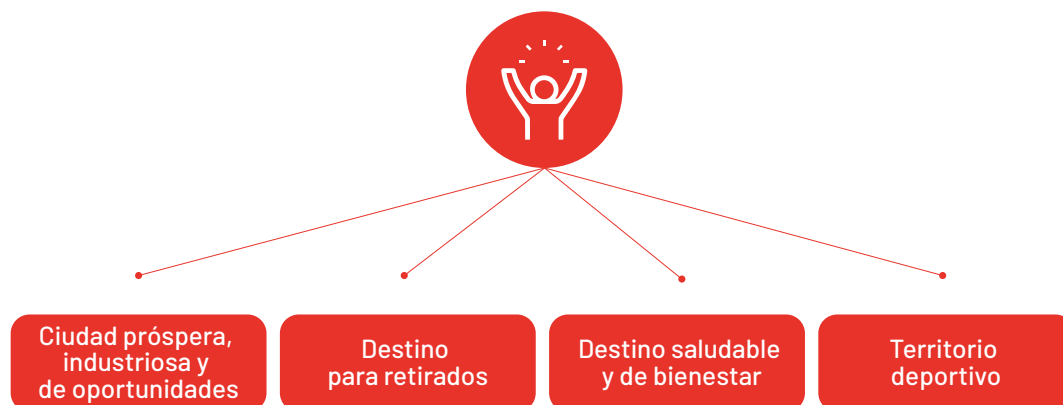 Ciudad próspera,
industriosa y
de oportunidades
Destino
para retirados
Destino saludable
y de bienestar
Territorio
deportivo